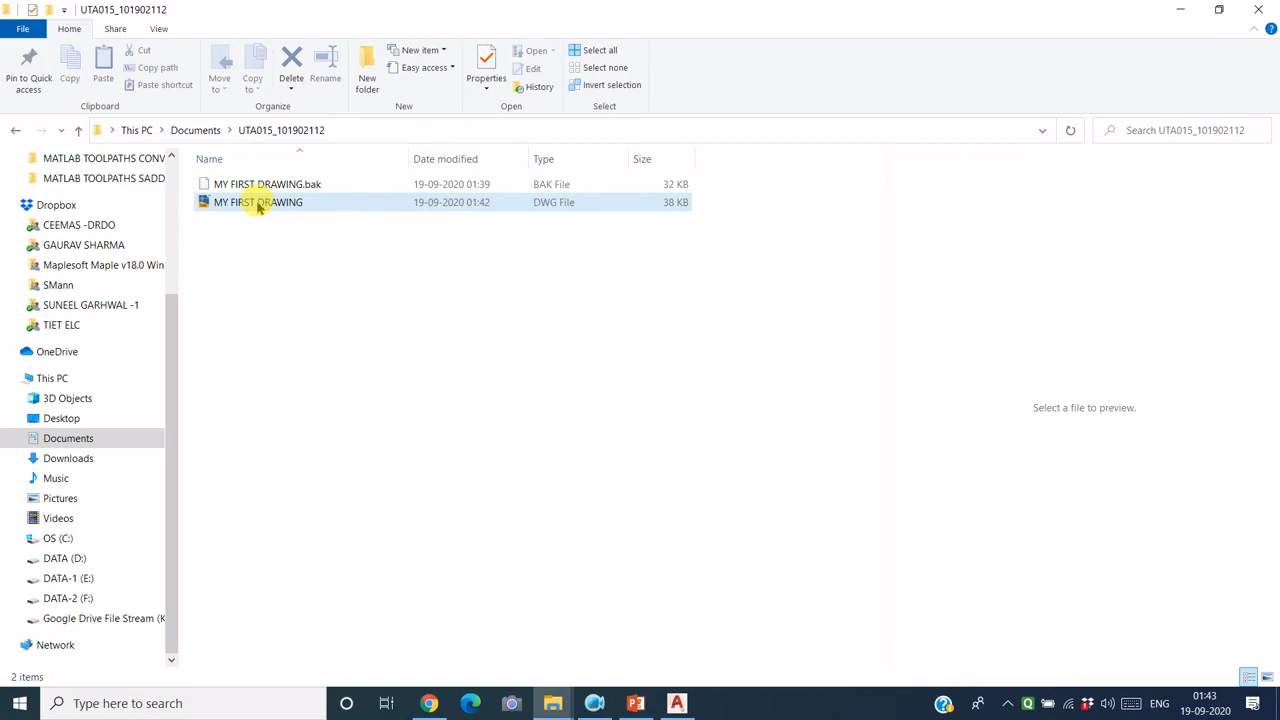 UTA015_101902112
File Home Share View
Pin to Quick access
Copy
Paste
Cut
Copy path
Paste shortcut
Clipboard
Move to
Copy to
Delete
Rename
Organize
New folder
New item
Easy access
New
Properties
Open
Edit
History
Open
Select all
Select none
Invert selection
Select
This PC > Documents > UTA015_101902112
Search UTA015_101902112
Name Date modified Type Size
MY FIRST DRAWING.bak 19-09-2020 01:39 BAK File 32 KB
MY FIRST DRAWING 19-09-2020 01:42 DWG File 38 KB
MATLAB TOOLPATHS CONV
MATLAB TOOLPATHS SADD
Dropbox
CEEMAS -DRDO
GAURAV SHARMA
Maplesoft Maple v18.0 Win
SMann
SUNEEL GARHWAL -1
TIET ELC
OneDrive
This PC
3D Objects
Desktop
Documents
Downloads
Music
Pictures
Videos
OS (C:)
DATA (D:)
DATA-1 (E:)
DATA-2 (F:)
Google Drive File Stream (K
Network
Select a file to preview.
2 items
Type here to search
ENG
01:43
19-09-2020